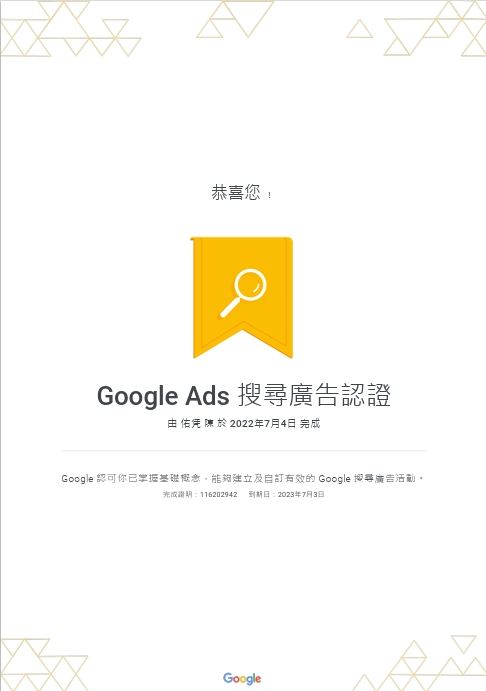 恭喜您！
Google Ads 搜尋廣告認證
由 佑凭 陳 於 2022年7月4日 完成
Google 認可你已掌握基礎概念，能夠建立及自訂有效的 Google 搜尋廣告活動。
完成證明：116202942 到期日：2023年7月3日
Google